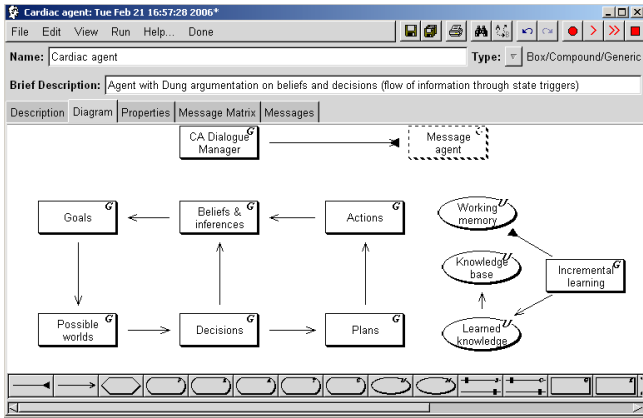 Cardiac agent: Tue Feb 21 16:57:28 2006*
File Edit View Run Help... Done
Name: Cardiac agent Type: Box/Compound/Generic
Brief Description: Agent with Dung argumentation on beliefs and decisions (flow of information through state triggers)
Description Diagram Properties Message Matrix Messages
CA Dialogue
Manager
G
Message
agent
Goals
G
Beliefs &
inferences
G
Actions
G
Working
memory
U
Knowledge
base
U
Incremental
learning
G
Possible
worlds
G
Decisions
G
Plans
G
Learned
knowledge
U